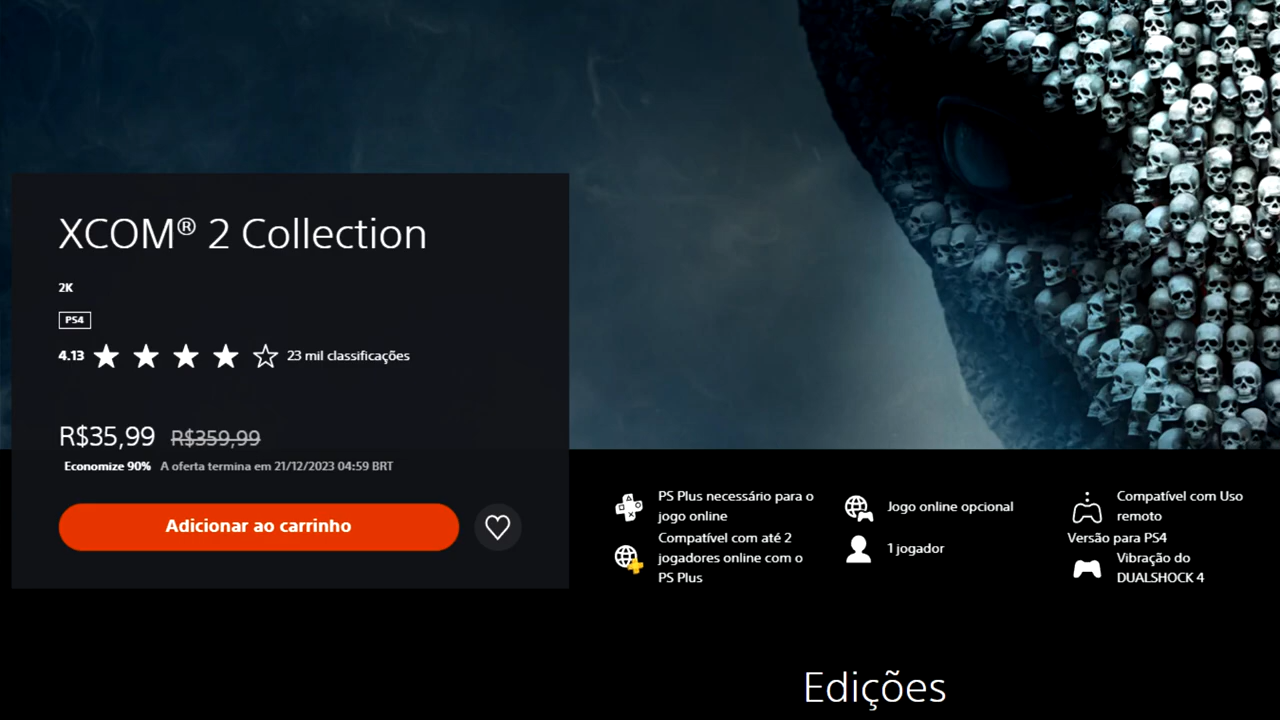 XCOM® 2 Collection
2K
PS4
4.13 23 mil classificações
R$35,99 R$359,99
Economize 90% A oferta termina em 21/12/2023 04:59 BRT
Adicionar ao carrinho
PS Plus necessário para o
jogo online
Compatível com até 2
jogadores online com o
PS Plus
Jogo online opcional
1 jogador
Compatível com Uso
remoto
Versão para PS4
Vibração do
DUALSHOCK 4
Edições